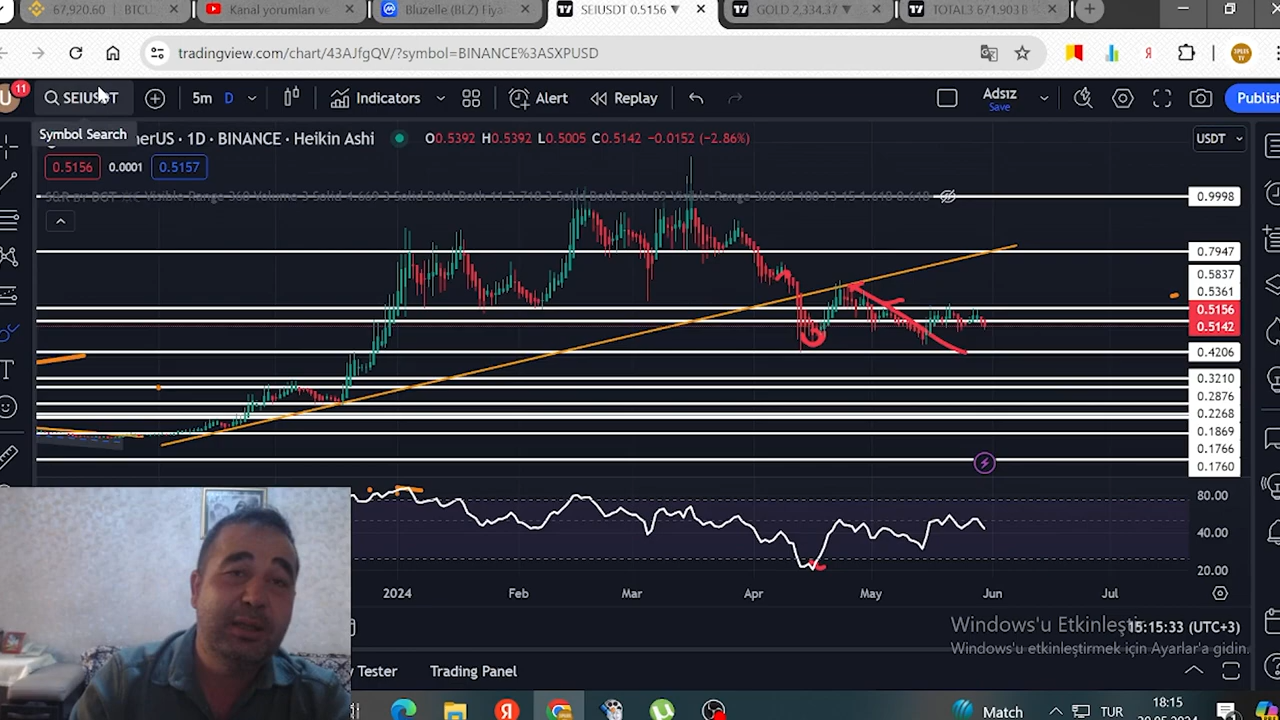 67,920.60 | BTCUS
Kanal yorumları ve
Bluzelle (BLZ) Fiya
SEIUSDT 0.5156 ▼
GOLD 2,334.37 ▼
TOTAL3 671.903 B
tradingview.com/chart/43AJfgQV/?symbol=BINANCE%3ASXPUSD
11
SEIUSDT
5m
D
Indicators
Alert
Replay
Adsız
Save
Publish
Symbol Search
erUS · 1D · BINANCE · Heikin Ashi
O0.5392 H0.5392 L0.5005 C0.5142 −0.0152 (−2.86%)
USDT
0.5156
0.0001
0.5157
0.9998
0.7947
0.5837
0.5361
0.5156
0.5142
0.4206
0.3210
0.2876
0.2268
0.1869
0.1766
0.1760
80.00
40.00
20.00
2024
Feb
Mar
Apr
May
Jun
Jul
Windows'u Etkinleşti
15:15:33 (UTC+3)
Windows'u etkinleştirmek için Ayarlar'a gidin.
y Tester
Trading Panel
Match
TUR
18:15